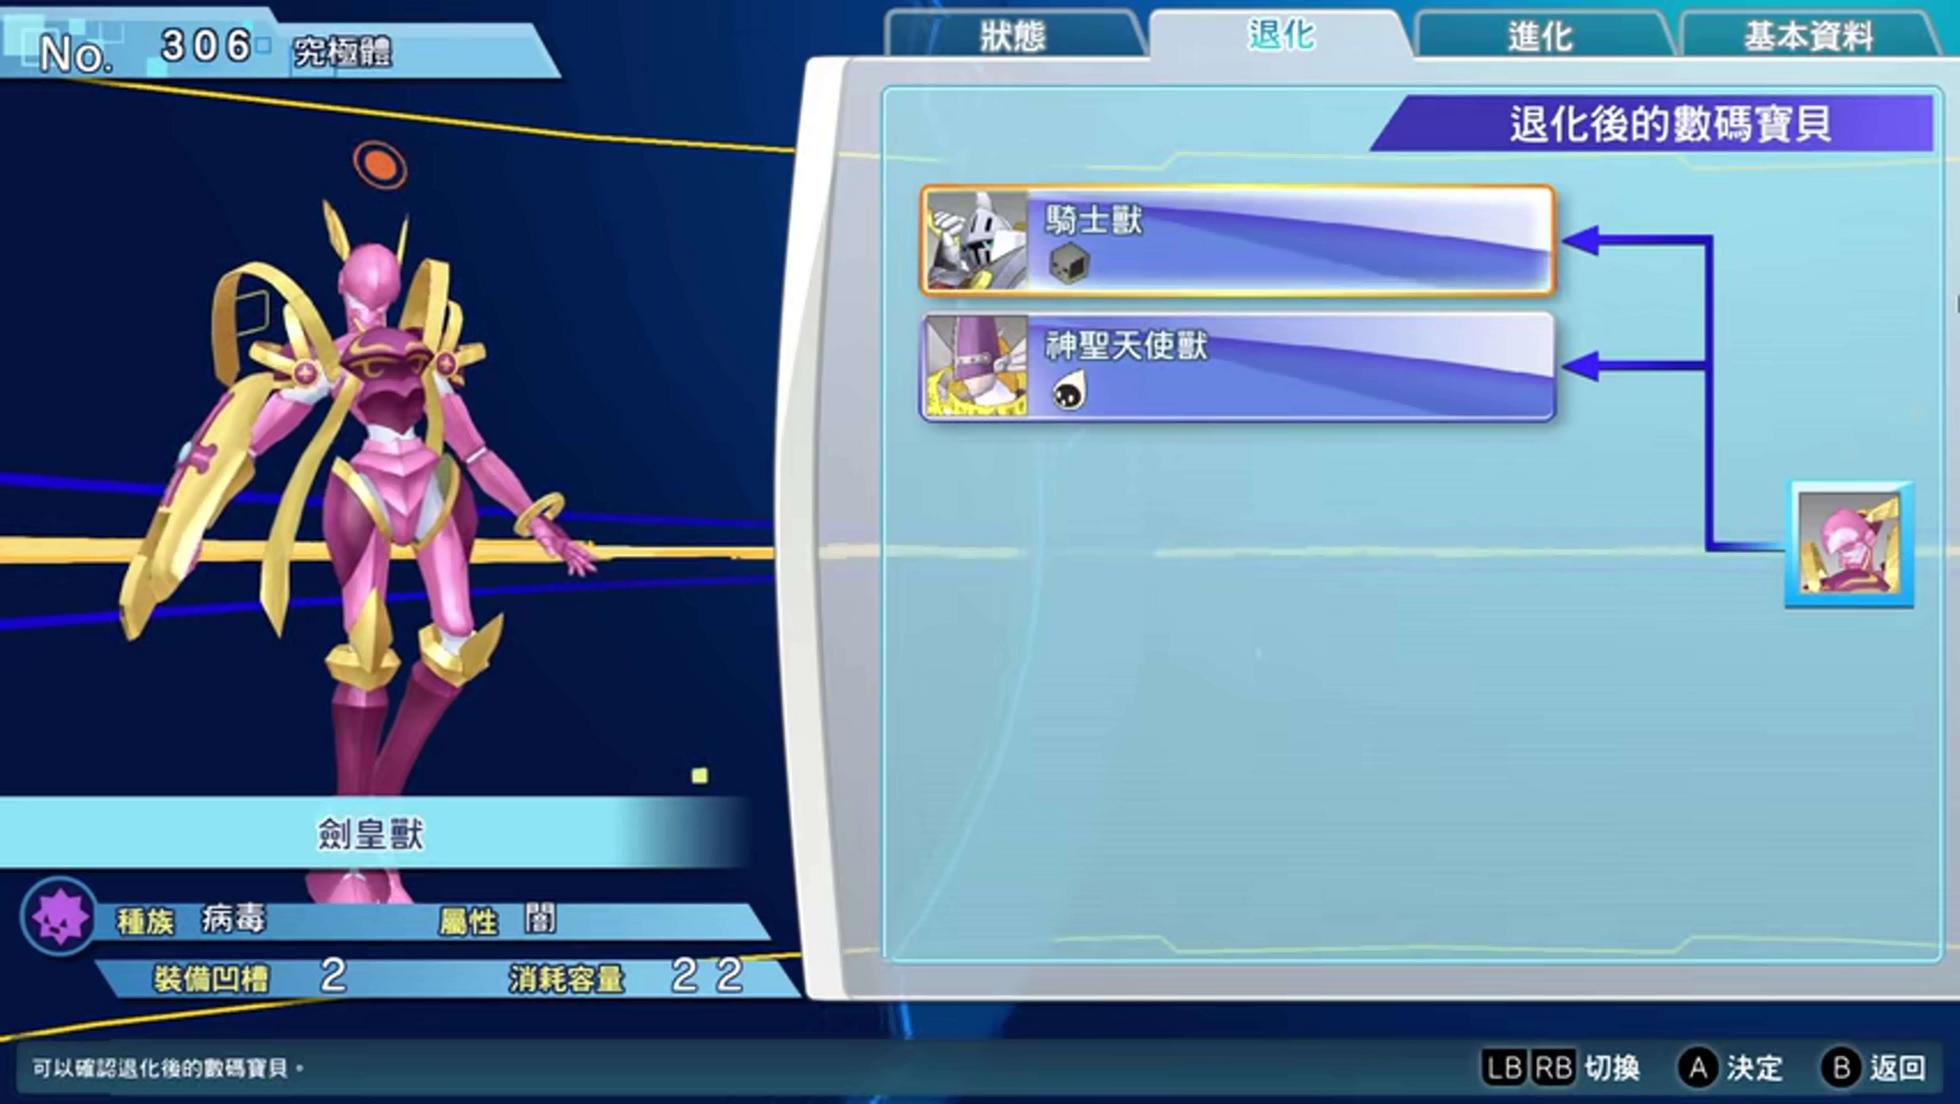 No. 306 究極體
狀態 退化 進化 基本資料
退化後的數碼寶貝
騎士獸
神聖天使獸
劍皇獸
種族 病毒 屬性 闇
裝備凹槽 2 消耗容量 22
可以確認退化後的數碼寶貝。
LB RB 切換 A 決定 B 返回